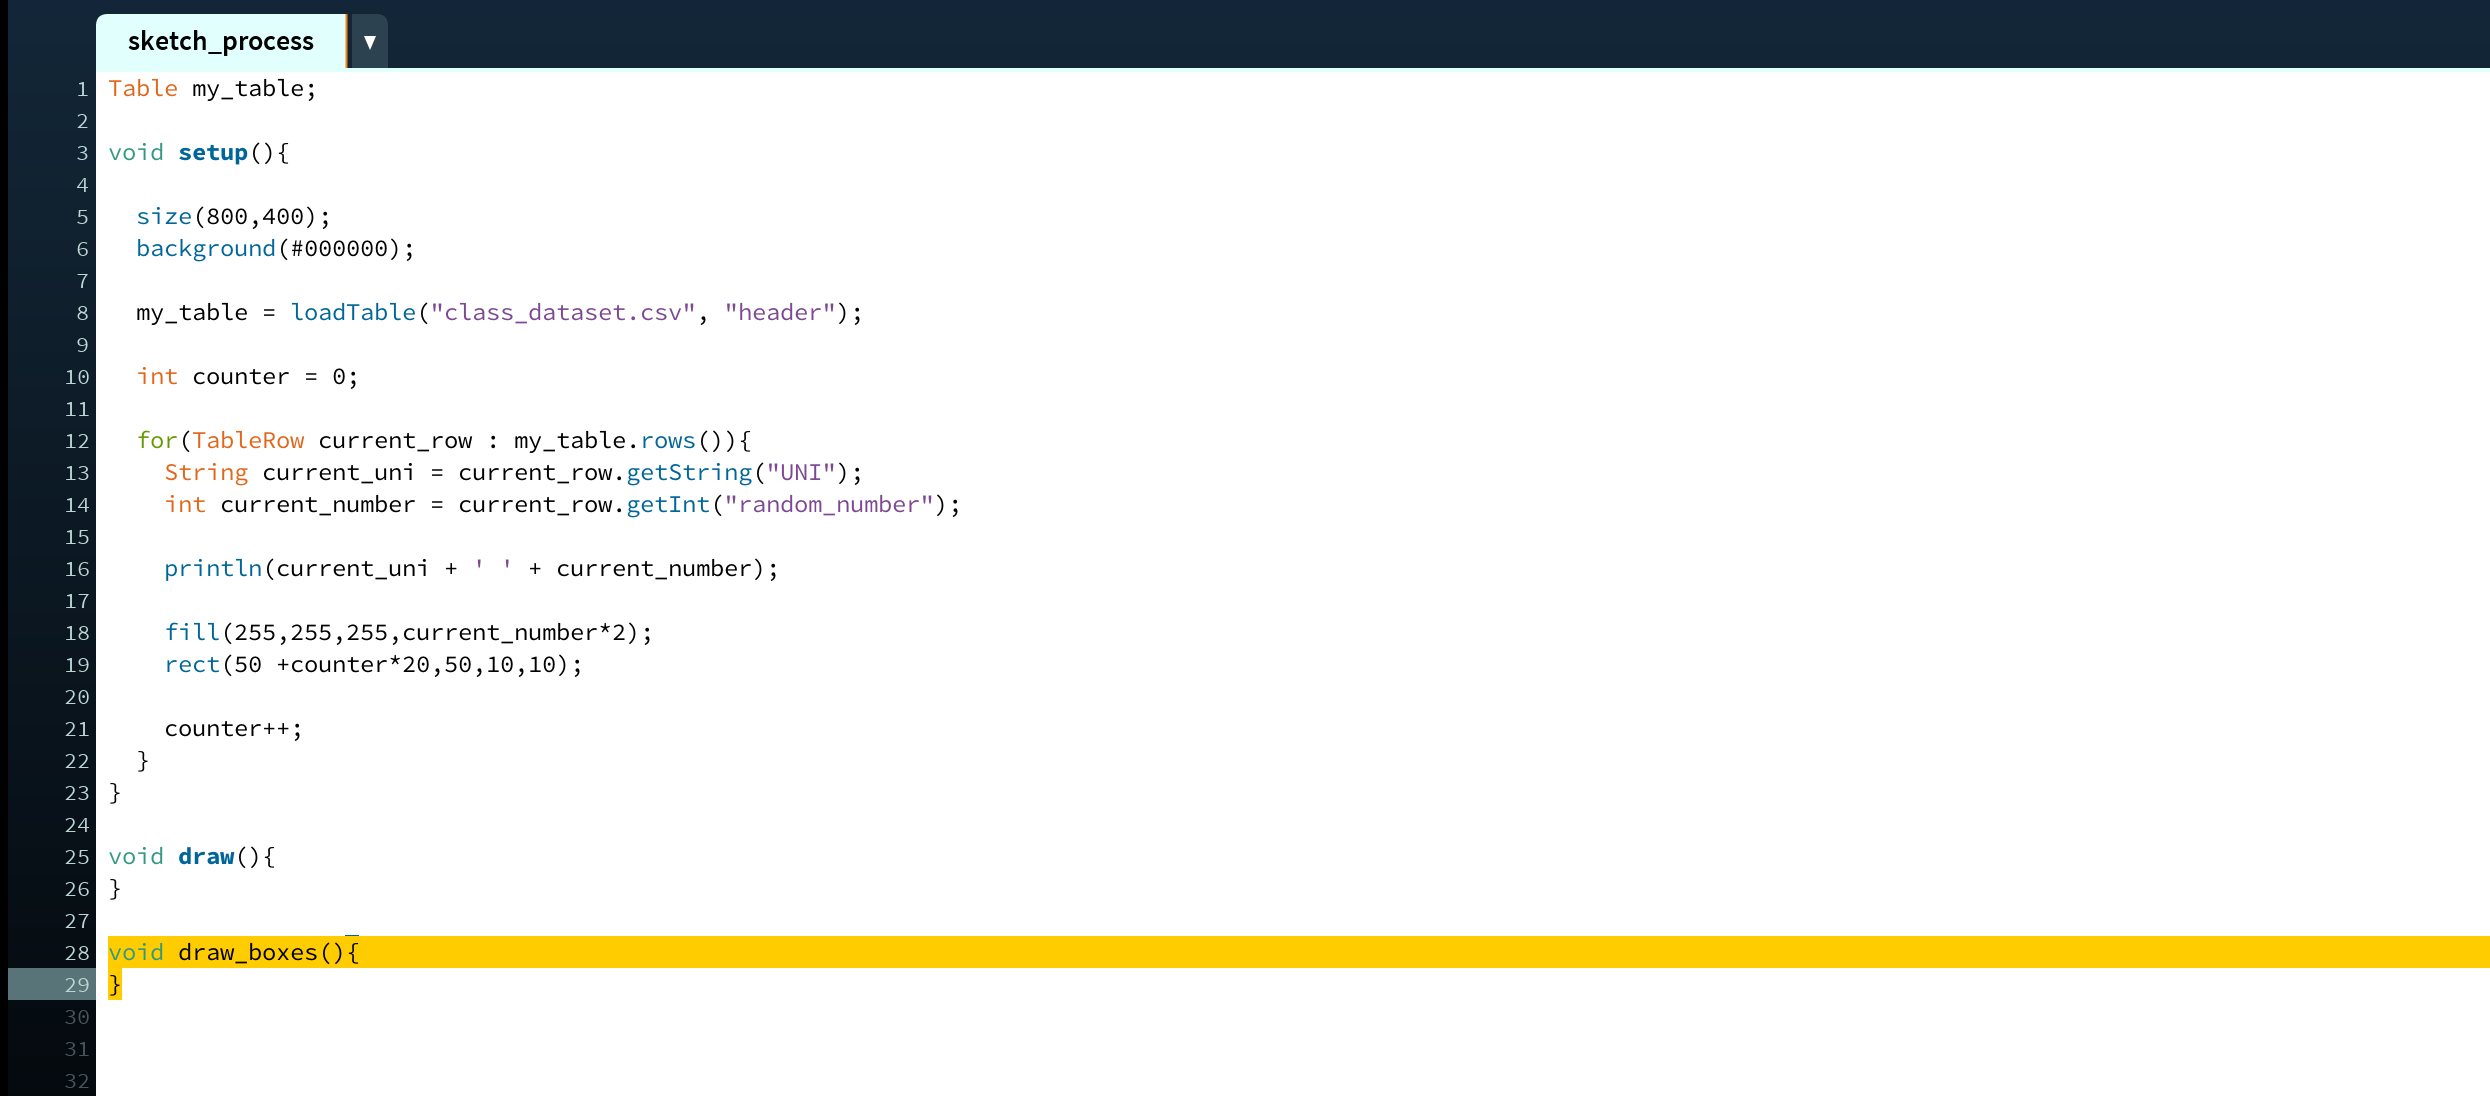 sketch_process ▼
1 Table my_table;
2
3 void setup(){
4
5   size(800,400);
6   background(#000000);
7
8   my_table = loadTable("class_dataset.csv", "header");
9
10   int counter = 0;
11
12   for(TableRow current_row : my_table.rows()){
13     String current_uni = current_row.getString("UNI");
14     int current_number = current_row.getInt("random_number");
15
16     println(current_uni + ' ' + current_number);
17
18     fill(255,255,255,current_number*2);
19     rect(50 +counter*20,50,10,10);
20
21     counter++;
22   }
23 }
24
25 void draw(){
26 }
27
28 void draw_boxes(){
29 }
30
31
32